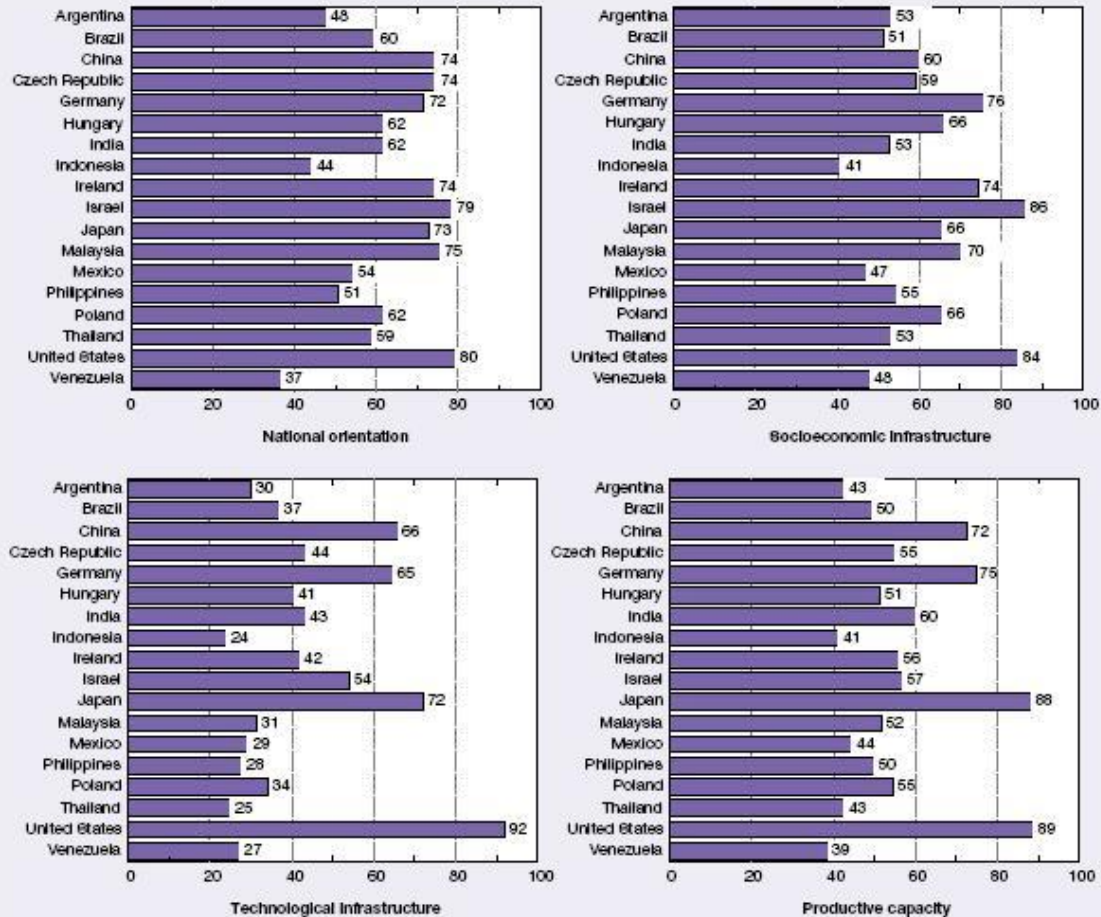 Argentina 48
Brazil 60
China 74
Czech Republic 74
Germany 72
Hungary 62
India 62
Indonesia 44
Ireland 74
Israel 79
Japan 73
Malaysia 75
Mexico 54
Philippines 51
Poland 62
Thailand 59
United States 80
Venezuela 37
0 20 40 60 80 100
National orientation
Argentina 53
Brazil 51
China 60
Czech Republic 59
Germany 76
Hungary 66
India 53
Indonesia 41
Ireland 74
Israel 86
Japan 66
Malaysia 70
Mexico 47
Philippines 55
Poland 66
Thailand 53
United States 84
Venezuela 48
0 20 40 60 80 100
Socioeconomic infrastructure
Argentina 30
Brazil 37
China 66
Czech Republic 44
Germany 65
Hungary 41
India 43
Indonesia 24
Ireland 42
Israel 54
Japan 72
Malaysia 31
Mexico 29
Philippines 28
Poland 34
Thailand 25
United States 92
Venezuela 27
0 20 40 60 80 100
Technological infrastructure
Argentina 43
Brazil 50
China 72
Czech Republic 55
Germany 75
Hungary 51
India 60
Indonesia 41
Ireland 56
Israel 57
Japan 88
Malaysia 52
Mexico 44
Philippines 50
Poland 55
Thailand 43
United States 89
Venezuela 39
0 20 40 60 80 100
Productive capacity